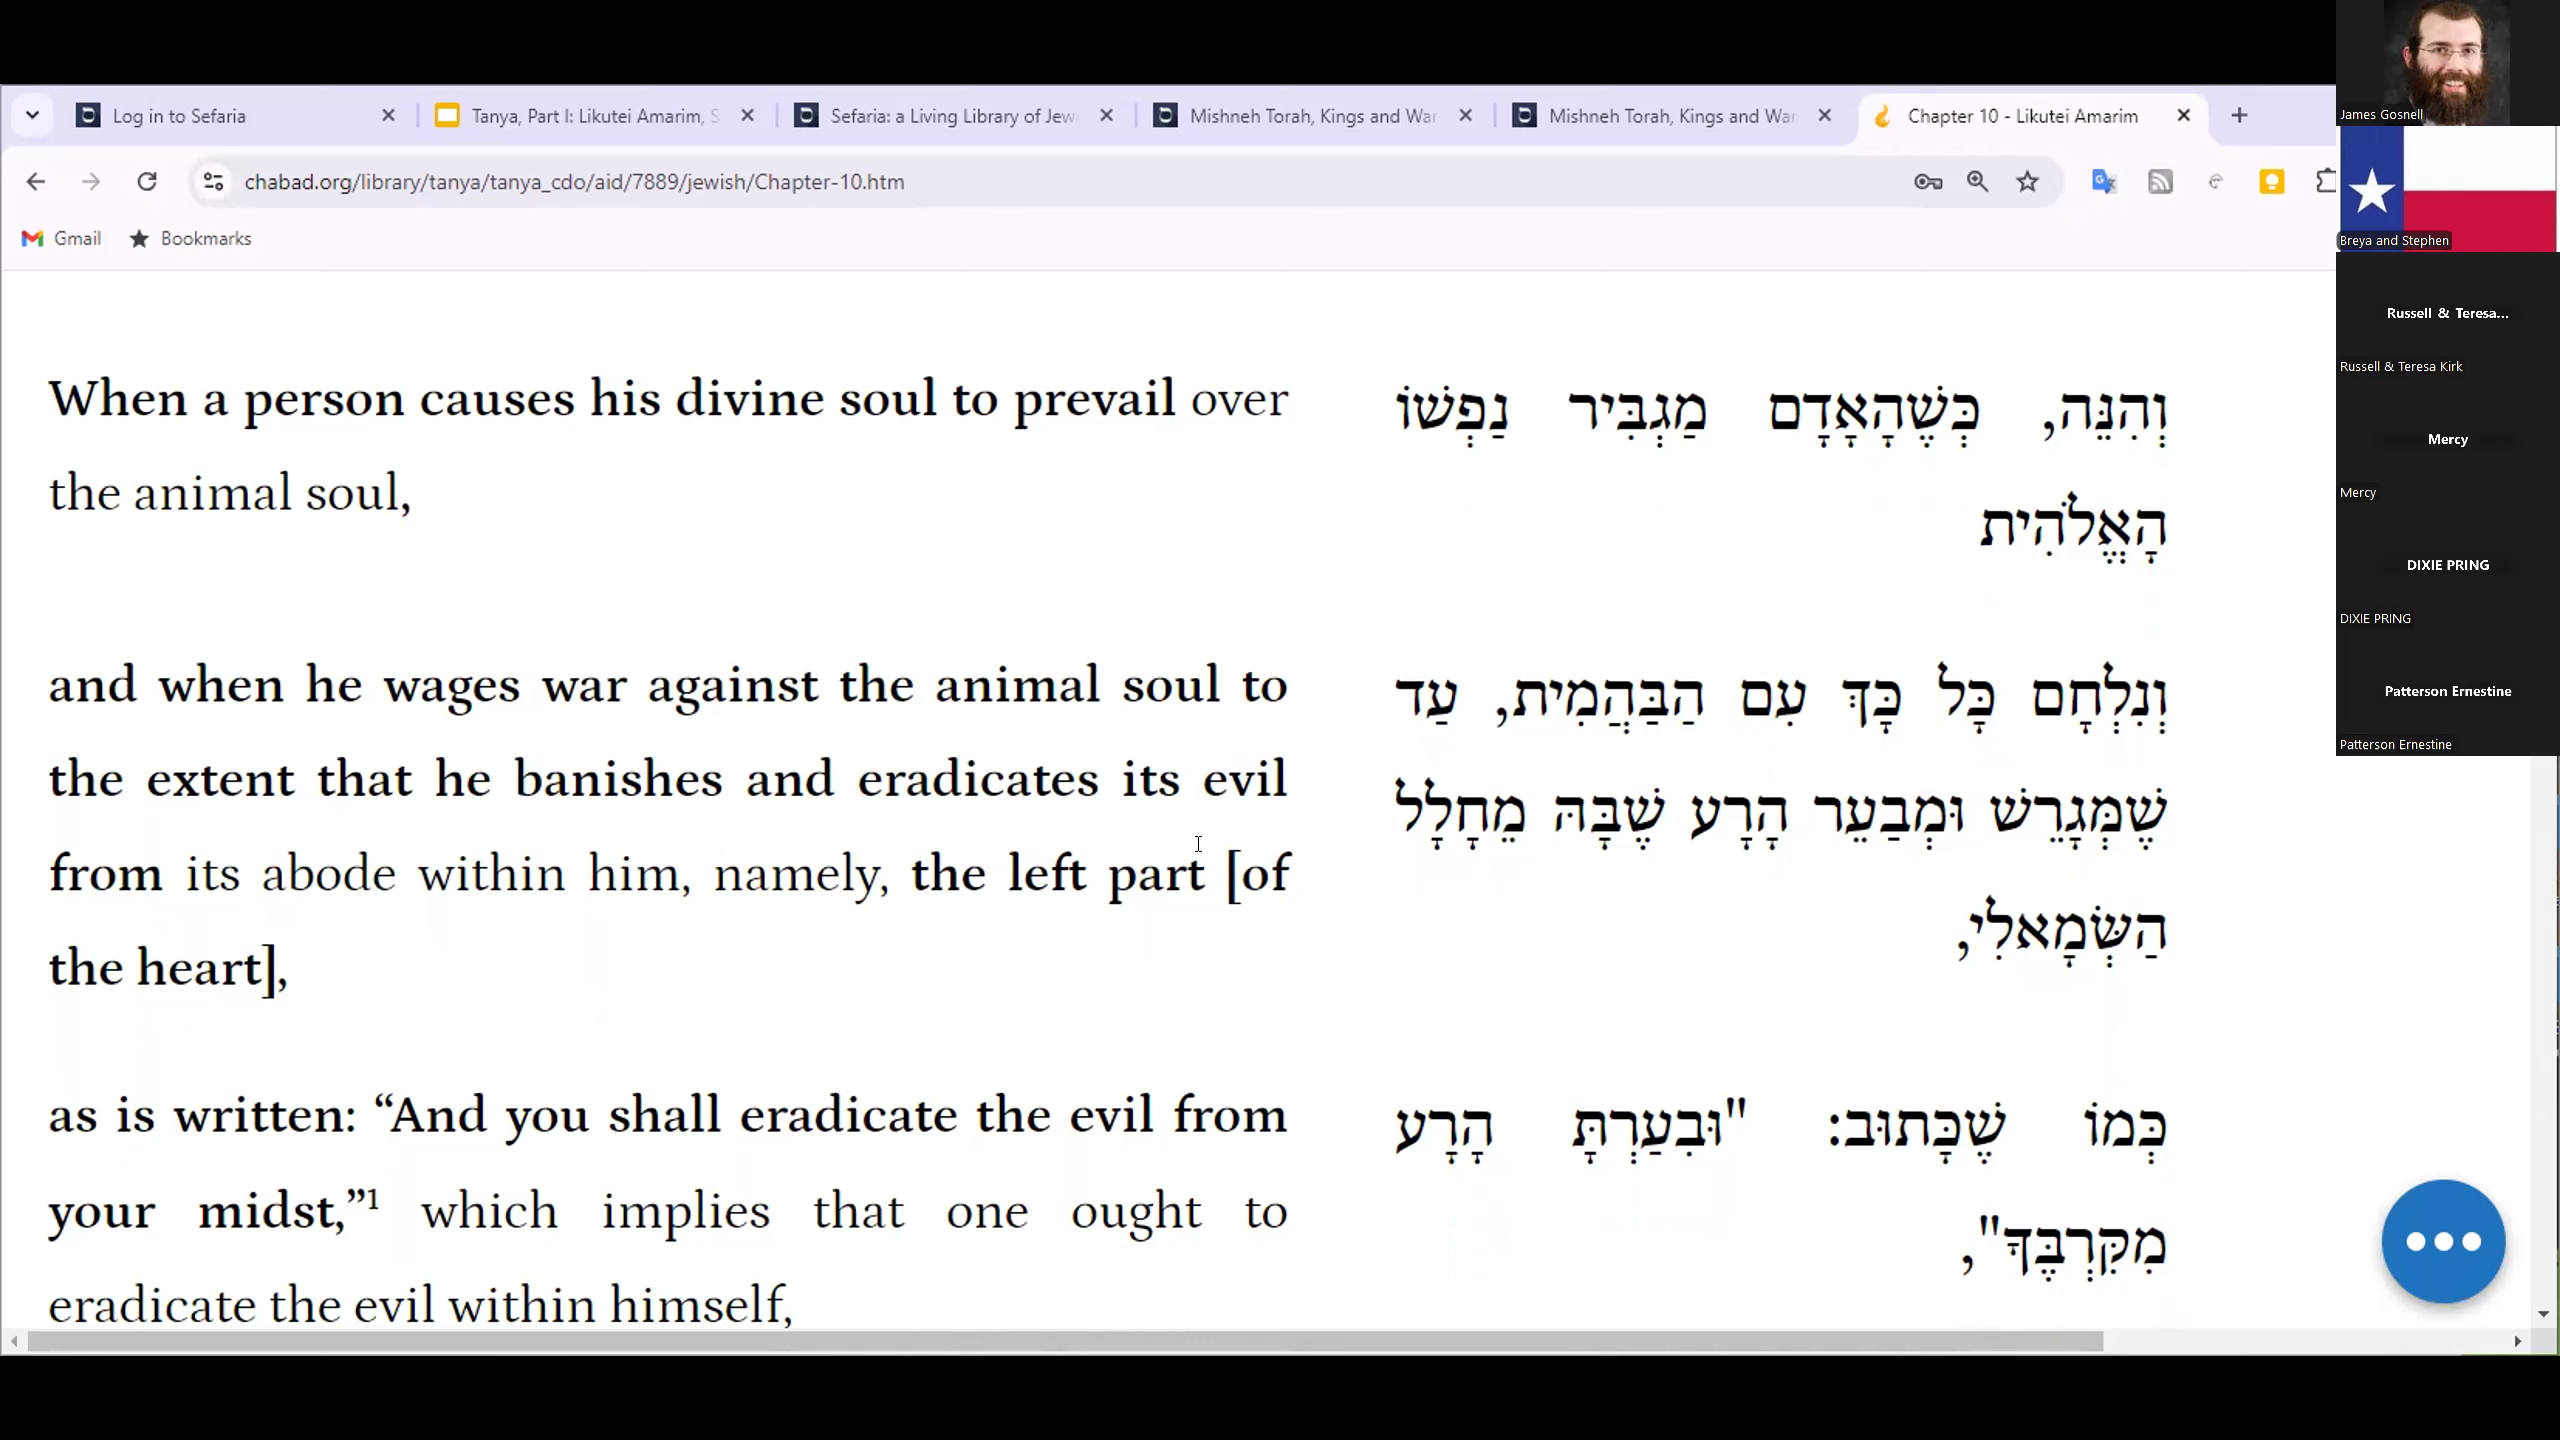 Log in to Sefaria
Tanya, Part I: Likutei Amarim, S
Sefaria: a Living Library of Jew
Mishneh Torah, Kings and War
Mishneh Torah, Kings and War
Chapter 10 - Likutei Amarim
chabad.org/library/tanya/tanya_cdo/aid/7889/jewish/Chapter-10.htm
Gmail
Bookmarks
When a person causes his divine soul to prevail over
the animal soul,
וְהִנֵּה, כְּשֶׁהָאָדָם מַגְבִּיר נַפְשׁוֹ
הָאֱלֹהִית
and when he wages war against the animal soul to
the extent that he banishes and eradicates its evil
from its abode within him, namely, the left part [of
the heart],
וְנִלְחָם כָּל כָּךְ עִם הַבַּהֲמִית, עַד
שֶׁמְּגָרֵשׁ וּמְבַעֵר הָרָע שֶׁבָּהּ מֵחָלָל
הַשְּׂמָאלִי,
as is written: “And you shall eradicate the evil from
your midst,”1 which implies that one ought to
eradicate the evil within himself,
כְּמוֹ שֶׁכָּתוּב: "וּבִעַרְתָּ הָרָע
מִקִּרְבֶּךָ",
James Gosnell
Breya and Stephen
Russell & Teresa...
Russell & Teresa Kirk
Mercy
Mercy
DIXIE PRING
DIXIE PRING
Patterson Ernestine
Patterson Ernestine